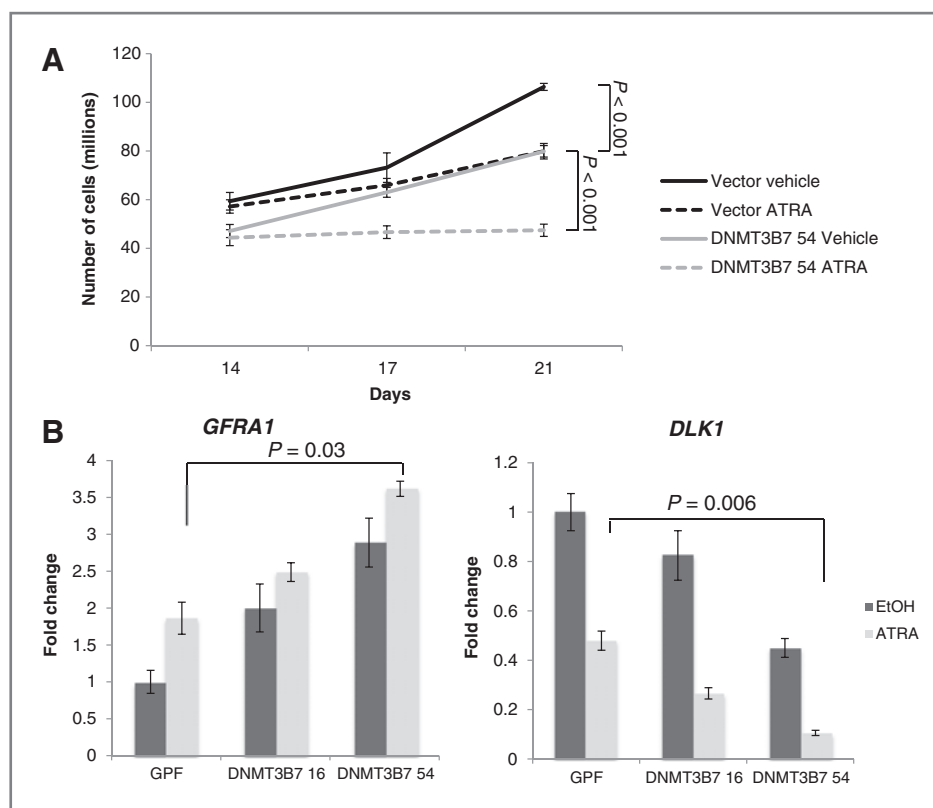 A
120
100
80
60
40
20
0
Number of cells (millions)
14 17 21
Days
P < 0.001
P < 0.001
Vector vehicle
Vector ATRA
DNMT3B7 54 Vehicle
DNMT3B7 54 ATRA
B
GFRA1
P = 0.03
4
3.5
3
2.5
2
1.5
1
0.5
0
Fold change
GPF DNMT3B7 16 DNMT3B7 54
DLK1
P = 0.006
1.2
1
0.8
0.6
0.4
0.2
0
Fold change
GPF DNMT3B7 16 DNMT3B7 54
EtOH
ATRA